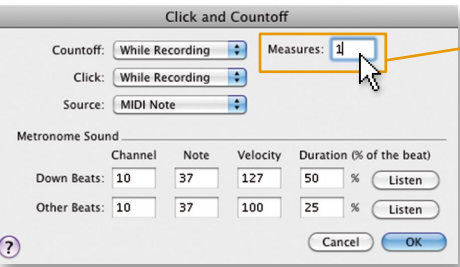 Click and Countoff
Countoff: While Recording Measures: 1
Click: While Recording
Source: MIDI Note
Metronome Sound
Channel Note Velocity Duration (% of the beat)
Down Beats: 10 37 127 50 % Listen
Other Beats: 10 37 100 25 % Listen
? Cancel OK